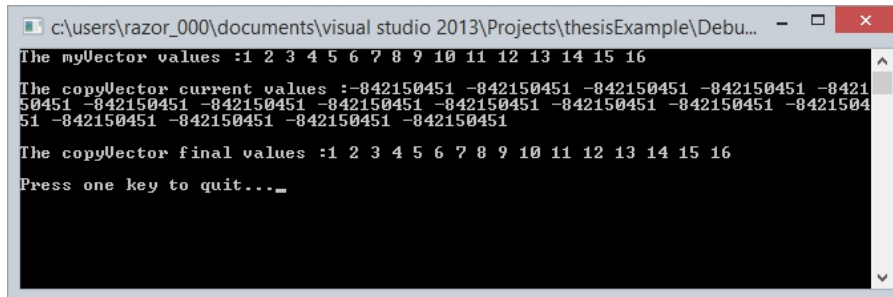 c:\users\razor_000\documents\visual studio 2013\Projects\thesisExample\Debu...
The myVector values :1 2 3 4 5 6 7 8 9 10 11 12 13 14 15 16
The copyVector current values :-842150451 -842150451 -842150451 -842150451 -8421
50451 -842150451 -842150451 -842150451 -842150451 -842150451 -842150451 -8421504
51 -842150451 -842150451 -842150451 -842150451
The copyVector final values :1 2 3 4 5 6 7 8 9 10 11 12 13 14 15 16
Press one key to quit..._